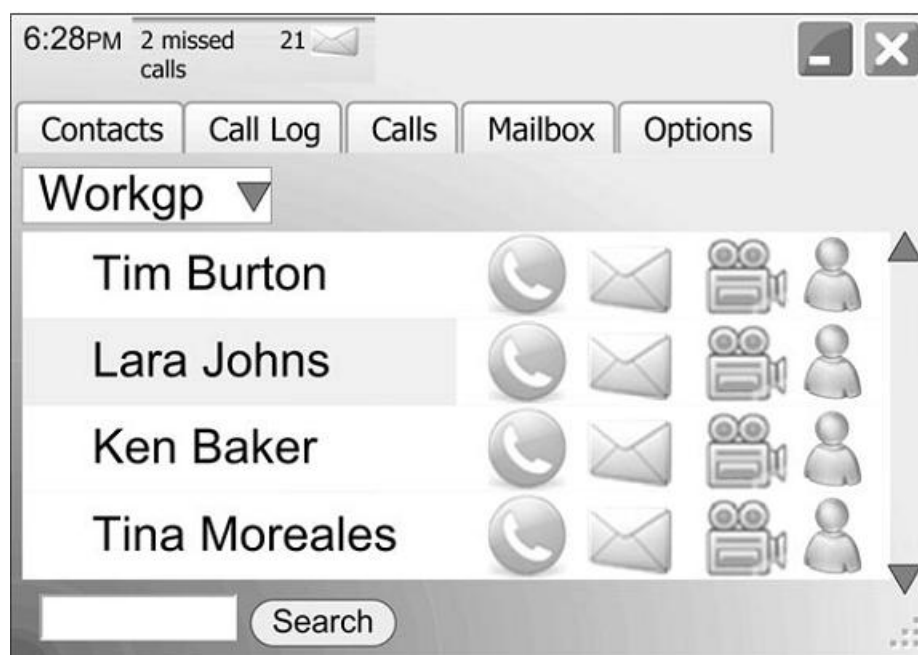 6:28PM 2 missed calls 21
Contacts Call Log Calls Mailbox Options
Workgp
Tim Burton
Lara Johns
Ken Baker
Tina Moreales
Search